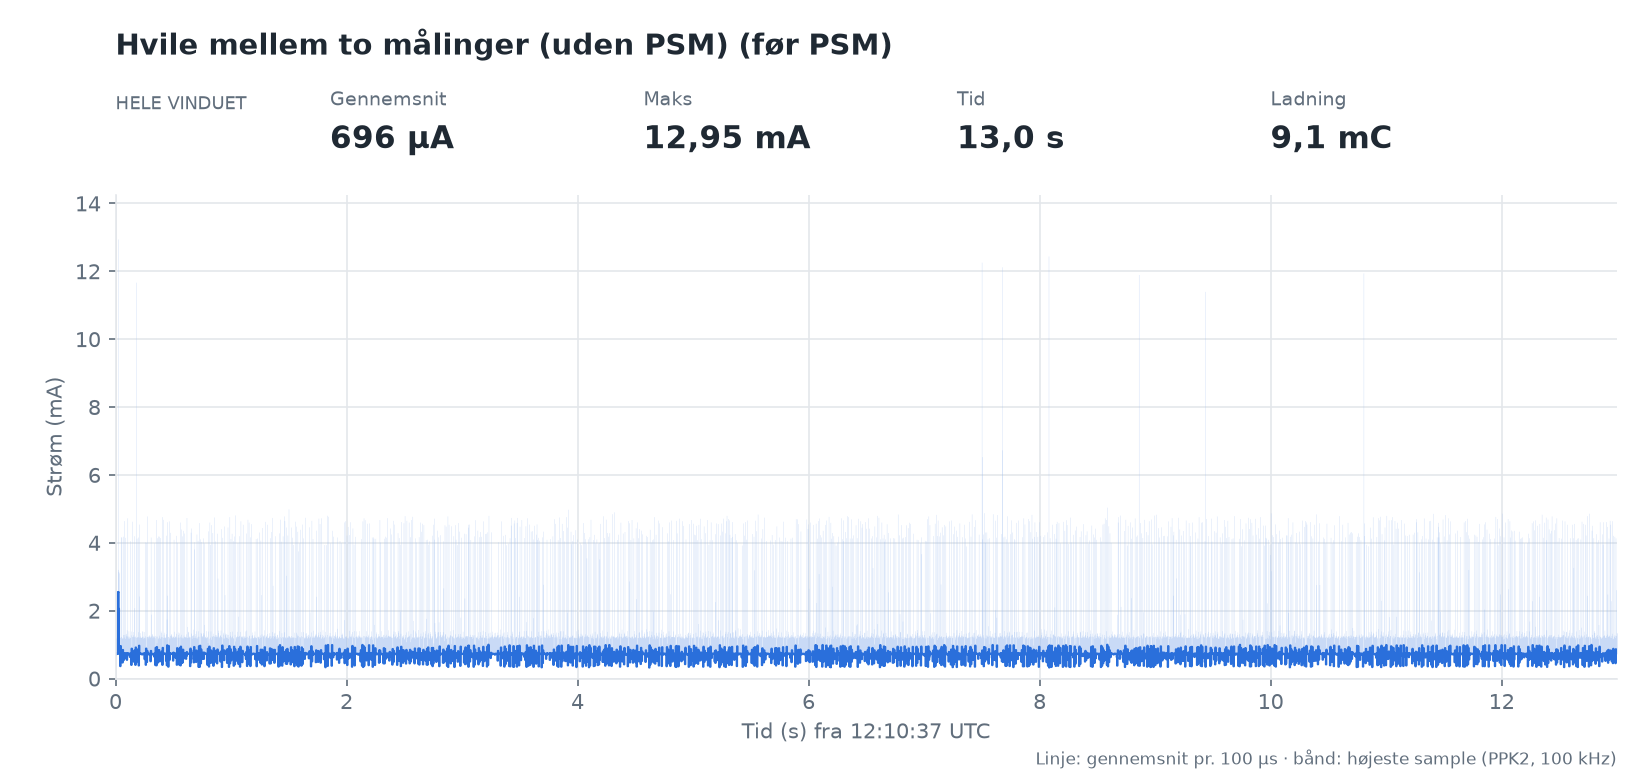 Hvile mellem to målinger (uden PSM) (før PSM)
HELE VINDUET
Gennemsnit
696 µA
Maks
12,95 mA
Tid
13,0 s
Ladning
9,1 mC
Strøm (mA)
14
12
10
8
6
4
2
0
0 2 4 6 8 10 12
Tid (s) fra 12:10:37 UTC
Linje: gennemsnit pr. 100 µs · bånd: højeste sample (PPK2, 100 kHz)